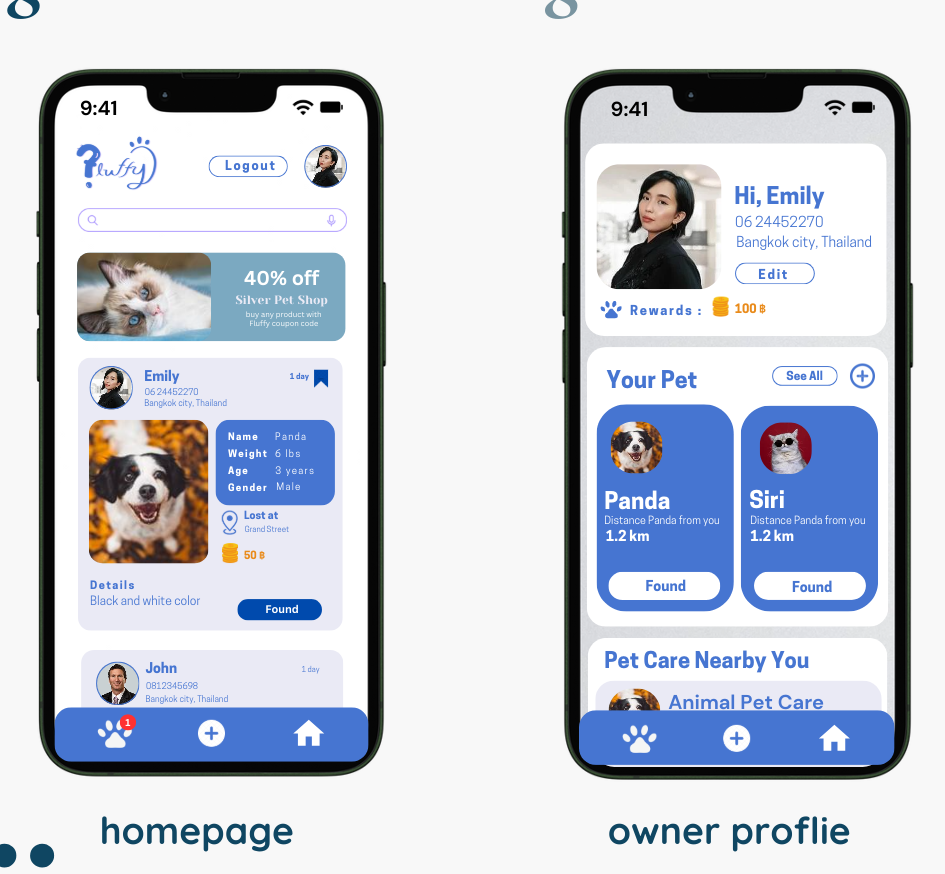 8
8
9:41
Fluffy
Logout
40% off
Silver Pet Shop
buy any product with
Fluffy coupon code
Emily
1 day
06 24452270
Bangkok city, Thailand
Name Panda
Weight 6 lbs
Age 3 years
Gender Male
Lost at
Grand Street
50 ฿
Details
Black and white color
Found
John
1 day
0812345698
Bangkok city, Thailand
1
homepage
9:41
Hi, Emily
06 24452270
Bangkok city, Thailand
Edit
Rewards :
100 ฿
Your Pet
See All
Panda
Distance Panda from you
1.2 km
Found
Siri
Distance Panda from you
1.2 km
Found
Pet Care Nearby You
Animal Pet Care
owner proflie